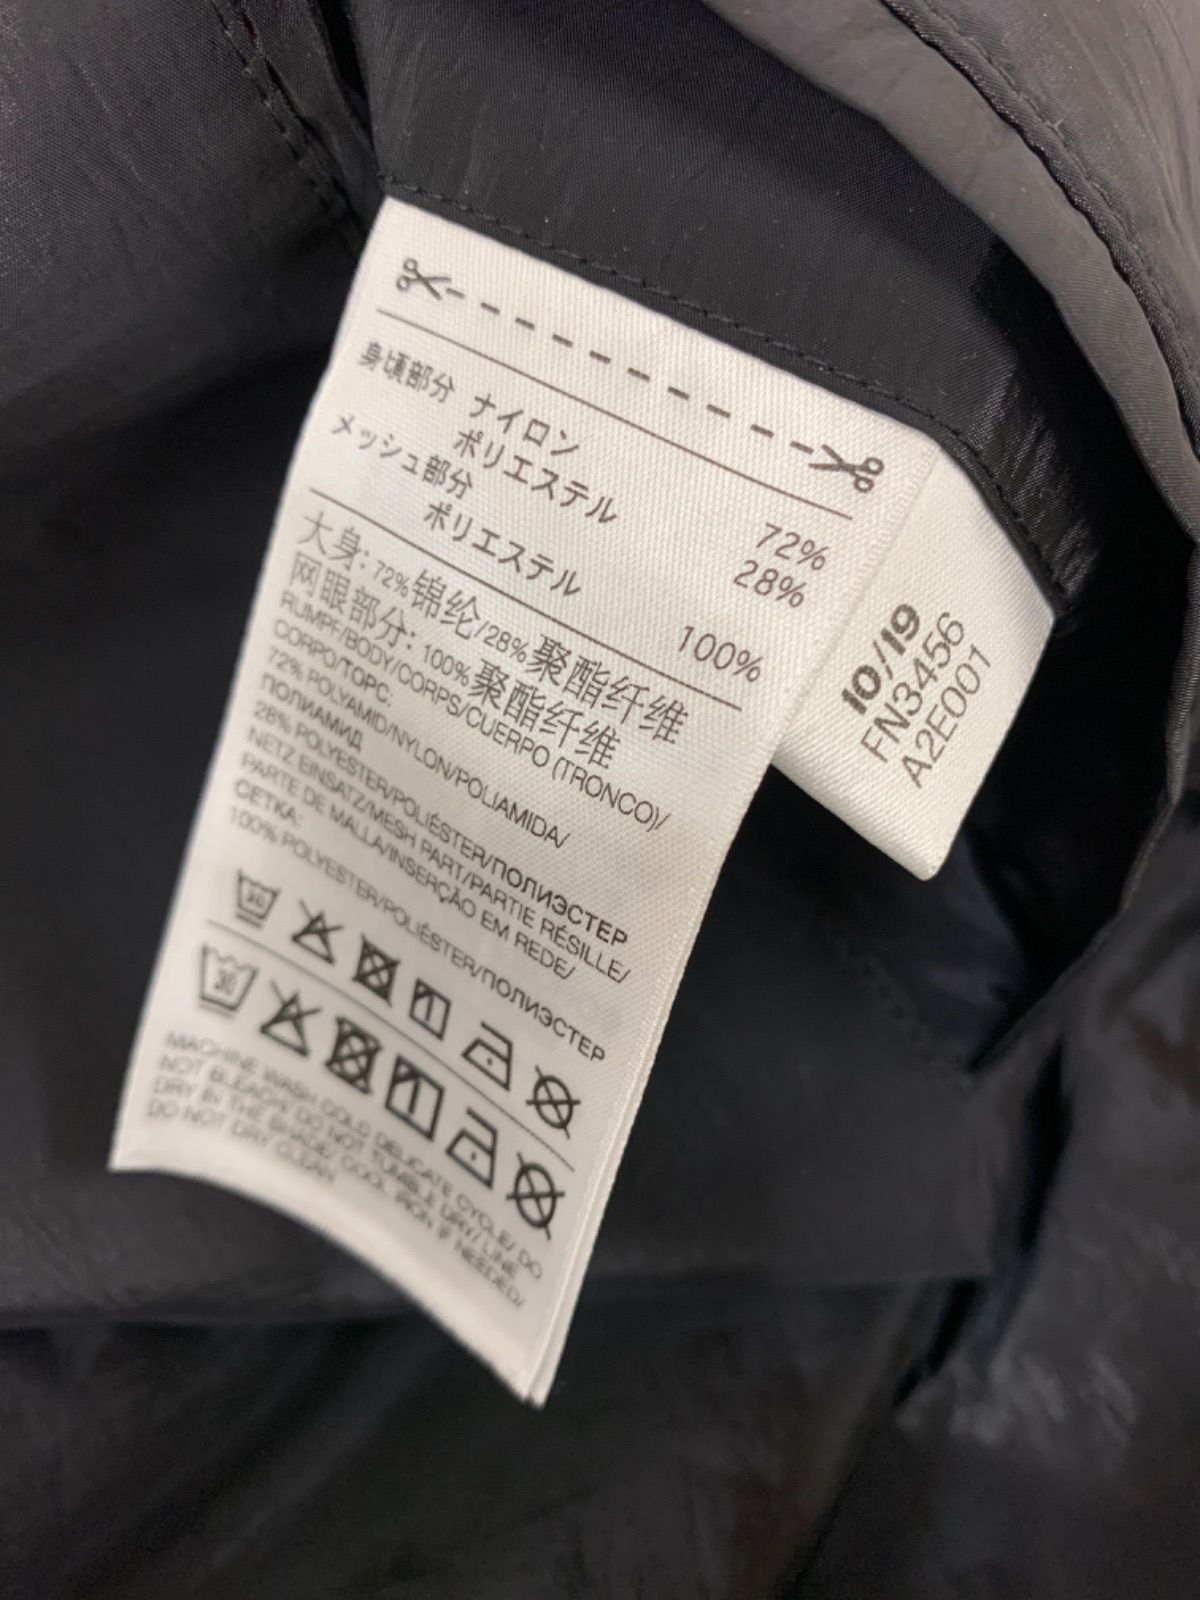 身頃部分 ナイロン 72%
ポリエステル 28%
メッシュ部分
ポリエステル 100%
大身: 72%锦纶/28%聚酯纤维
网眼部分: 100%聚酯纤维
RUMPF/BODY/CORPS/CUERPO (TRONCO)/
CORPO/TOPC:
72% POLYAMID/NYLON/POLIAMIDA/
ПОЛИАМИД
28% POLYESTER/POLIÉSTER/ПОЛИЭСТЕР
NETZ EINSATZ/MESH PART/PARTIE RÉSILLE/
PARTE DE MALLA/INSERÇÃO EM REDE/
СЕТКА:
100% POLYESTER/POLIÉSTER/ПОЛИЭСТЕР
30
30
MACHINE WASH COLD DELICATE CYCLE/ DO
NOT BLEACH/ DO NOT TUMBLE DRY/ LINE
DRY IN THE SHADE/ COOL IRON IF NEEDED/
DO NOT DRY CLEAN
10/19
FN3456
A2E001